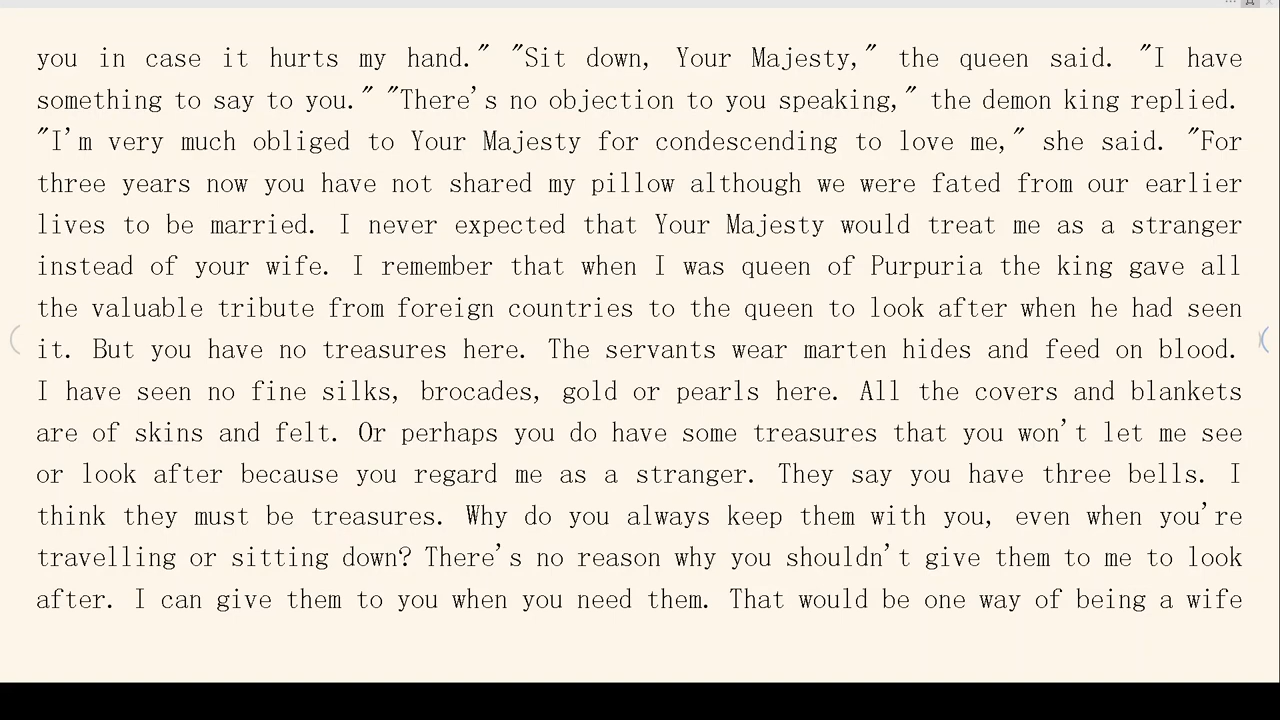 you in case it hurts my hand." "Sit down, Your Majesty," the queen said. "I have
something to say to you." "There's no objection to you speaking," the demon king replied.
"I'm very much obliged to Your Majesty for condescending to love me," she said. "For
three years now you have not shared my pillow although we were fated from our earlier
lives to be married. I never expected that Your Majesty would treat me as a stranger
instead of your wife. I remember that when I was queen of Purpuria the king gave all
the valuable tribute from foreign countries to the queen to look after when he had seen
it. But you have no treasures here. The servants wear marten hides and feed on blood.
I have seen no fine silks, brocades, gold or pearls here. All the covers and blankets
are of skins and felt. Or perhaps you do have some treasures that you won't let me see
or look after because you regard me as a stranger. They say you have three bells. I
think they must be treasures. Why do you always keep them with you, even when you're
travelling or sitting down? There's no reason why you shouldn't give them to me to look
after. I can give them to you when you need them. That would be one way of being a wife